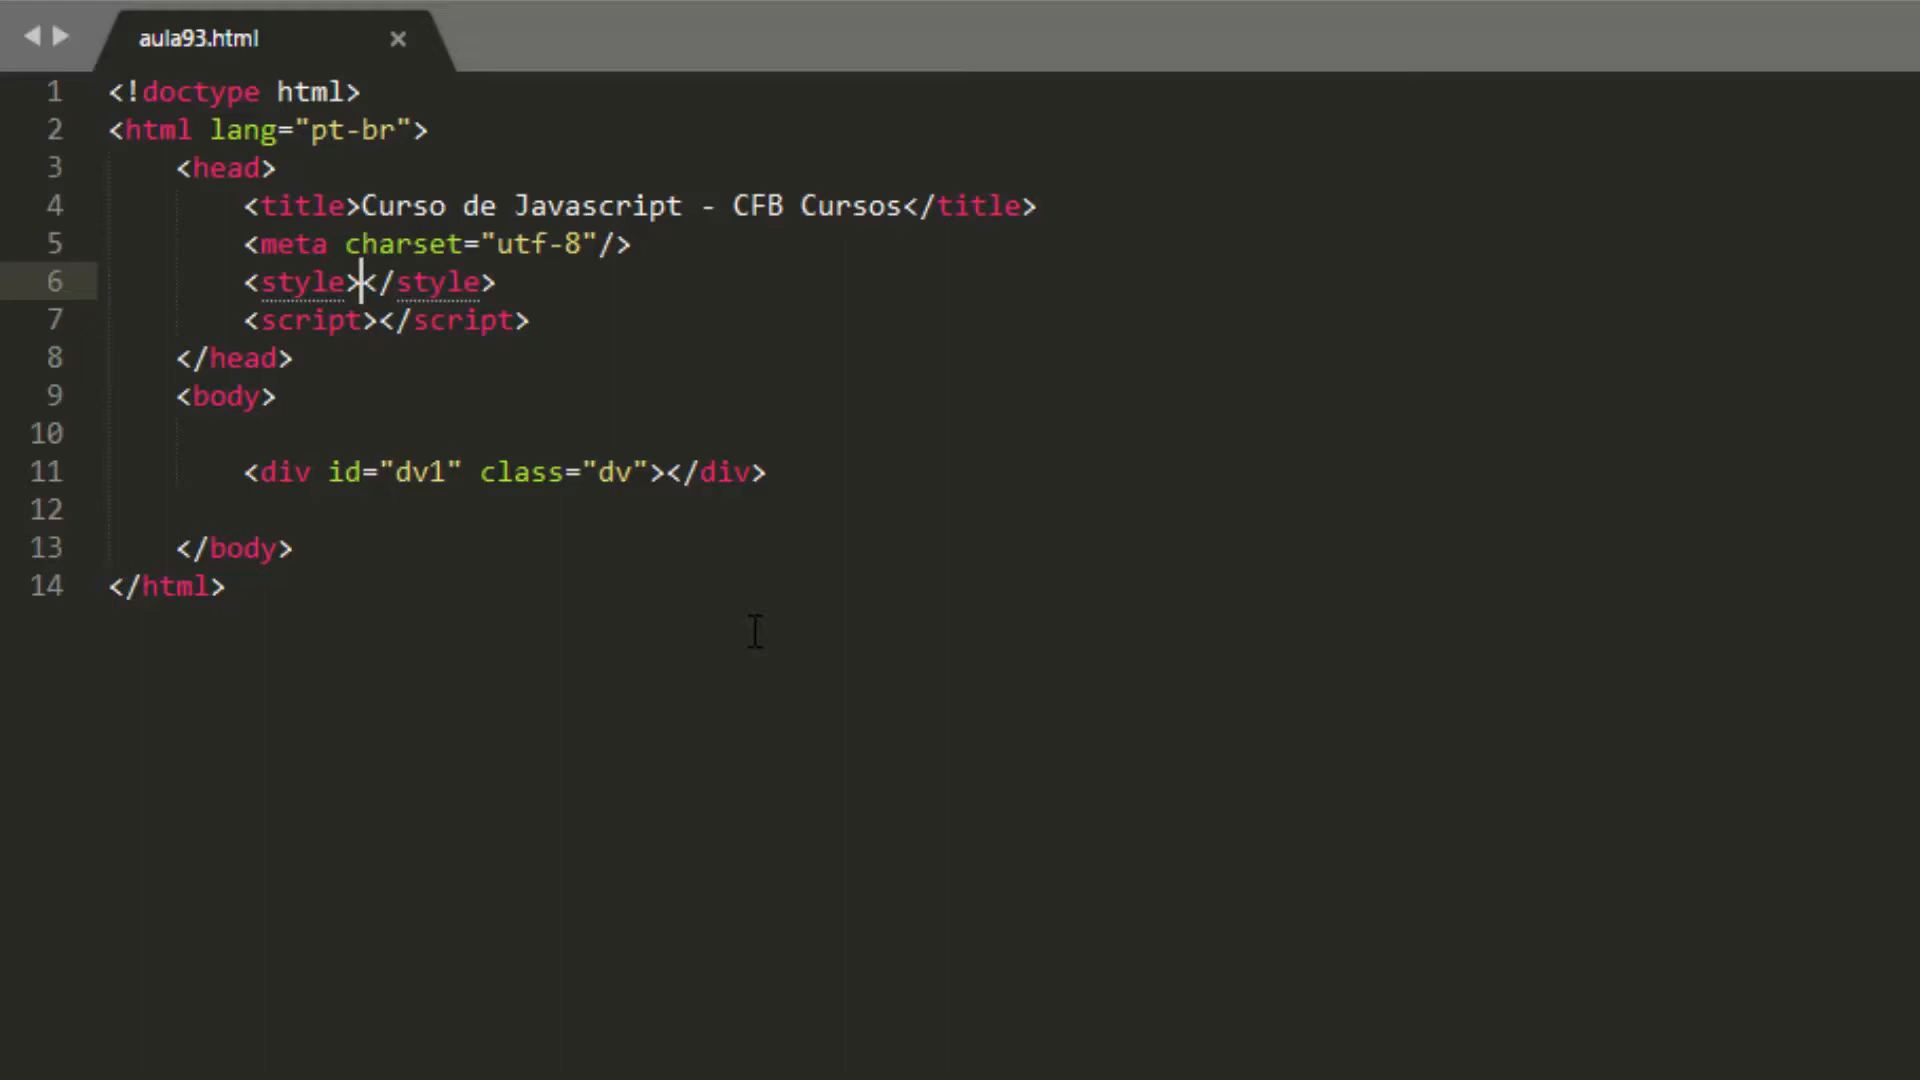 aula93.html
1 <!doctype html>
2 <html lang="pt-br">
3 <head>
4 <title>Curso de Javascript - CFB Cursos</title>
5 <meta charset="utf-8"/>
6 <style></style>
7 <script></script>
8 </head>
9 <body>
10
11 <div id="dv1" class="dv"></div>
12
13 </body>
14 </html>